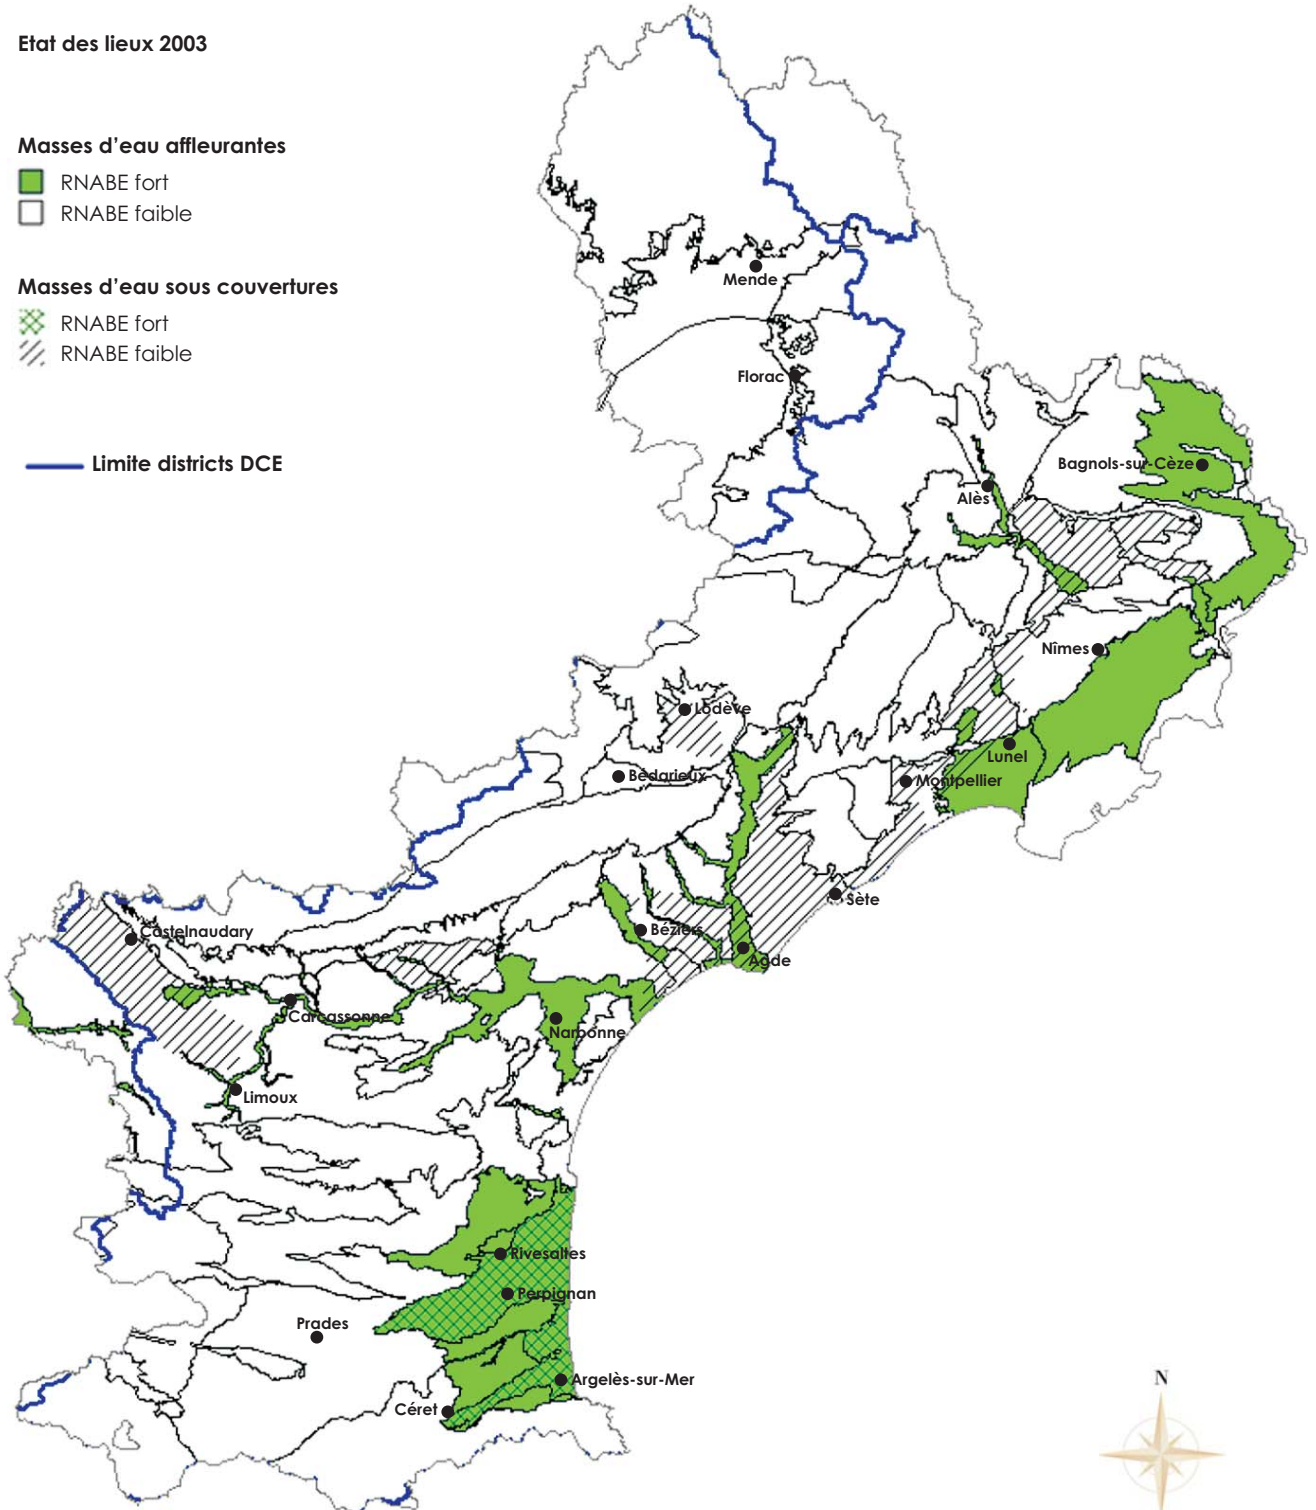 Etat des lieux 2003
Masses d’eau affleurantes
RNABE fort
RNABE faible
Masses d’eau sous couvertures
RNABE fort
RNABE faible
Limite districts DCE
Mende
Florac
Bagnols-sur-Cèze
Alès
Nîmes
Lodève
Lunel
Bédarieux
Montpellier
Sète
Castelnaudary
Béziers
Agde
Carcassonne
Narbonne
Limoux
Rivesaltes
Perpignan
Prades
Argelès-sur-Mer
Céret
N